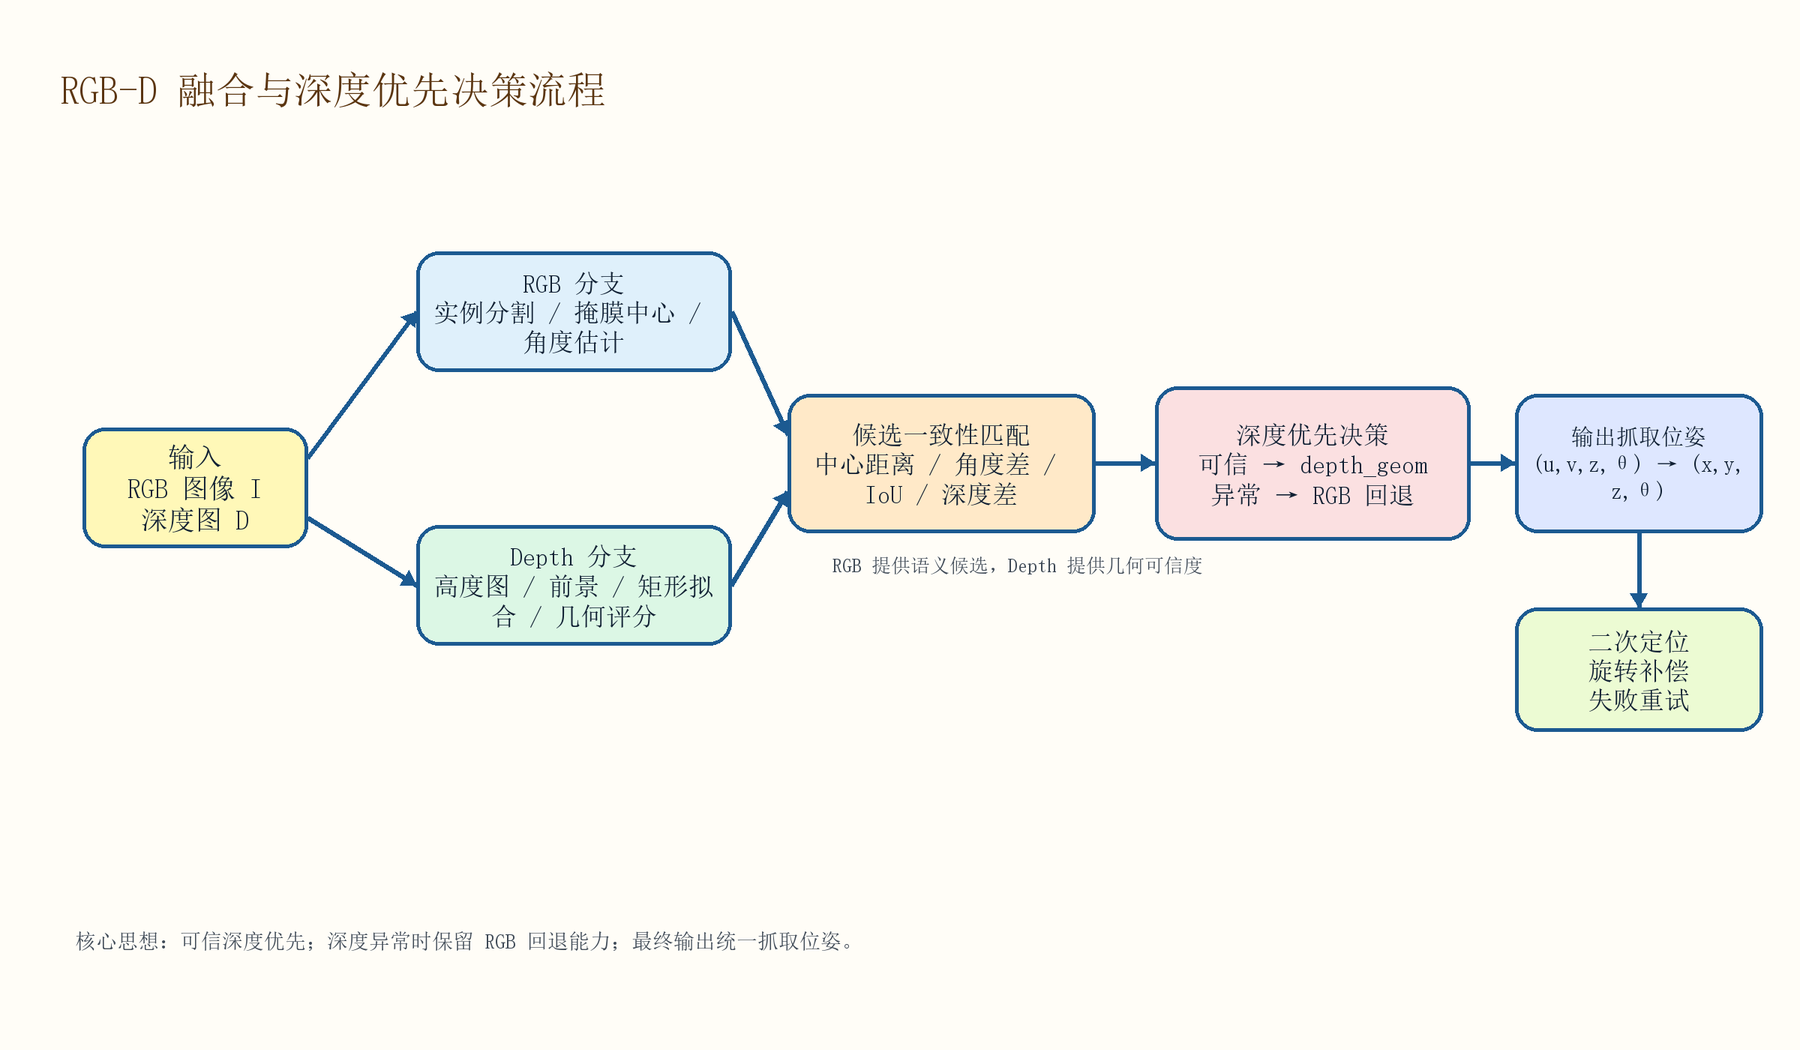 RGB-D 融合与深度优先决策流程
RGB 分支
实例分割 / 掩膜中心 /
角度估计
输入
RGB 图像 I
深度图 D
Depth 分支
高度图 / 前景 / 矩形拟
合 / 几何评分
候选一致性匹配
中心距离 / 角度差 /
IoU / 深度差
RGB 提供语义候选，Depth 提供几何可信度
深度优先决策
可信 → depth_geom
异常 → RGB 回退
输出抓取位姿
(u,v,z,θ) → (x,y,
z,θ)
二次定位
旋转补偿
失败重试
核心思想：可信深度优先；深度异常时保留 RGB 回退能力；最终输出统一抓取位姿。